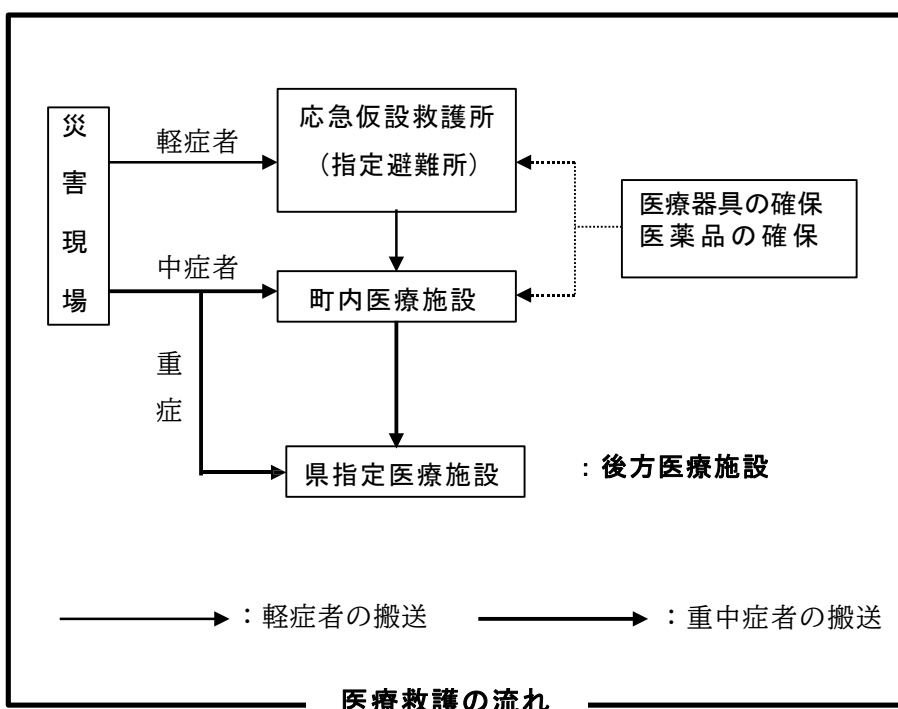 災害現場
軽症者
応急仮設救護所
（指定避難所）
医療器具の確保
医薬品の確保
中症者
町内医療施設
重症
県指定医療施設
：後方医療施設
：軽症者の搬送
：重中症者の搬送
医療救護の流れ